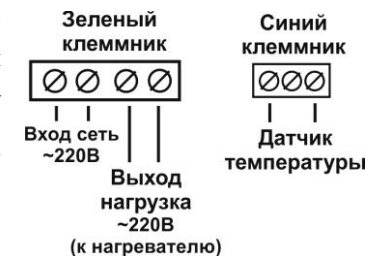 Зеленый
клеммник
Вход сеть
~220В
Выход
нагрузка
~220В
(к нагревателю)
Синий
клеммник
Датчик
температуры